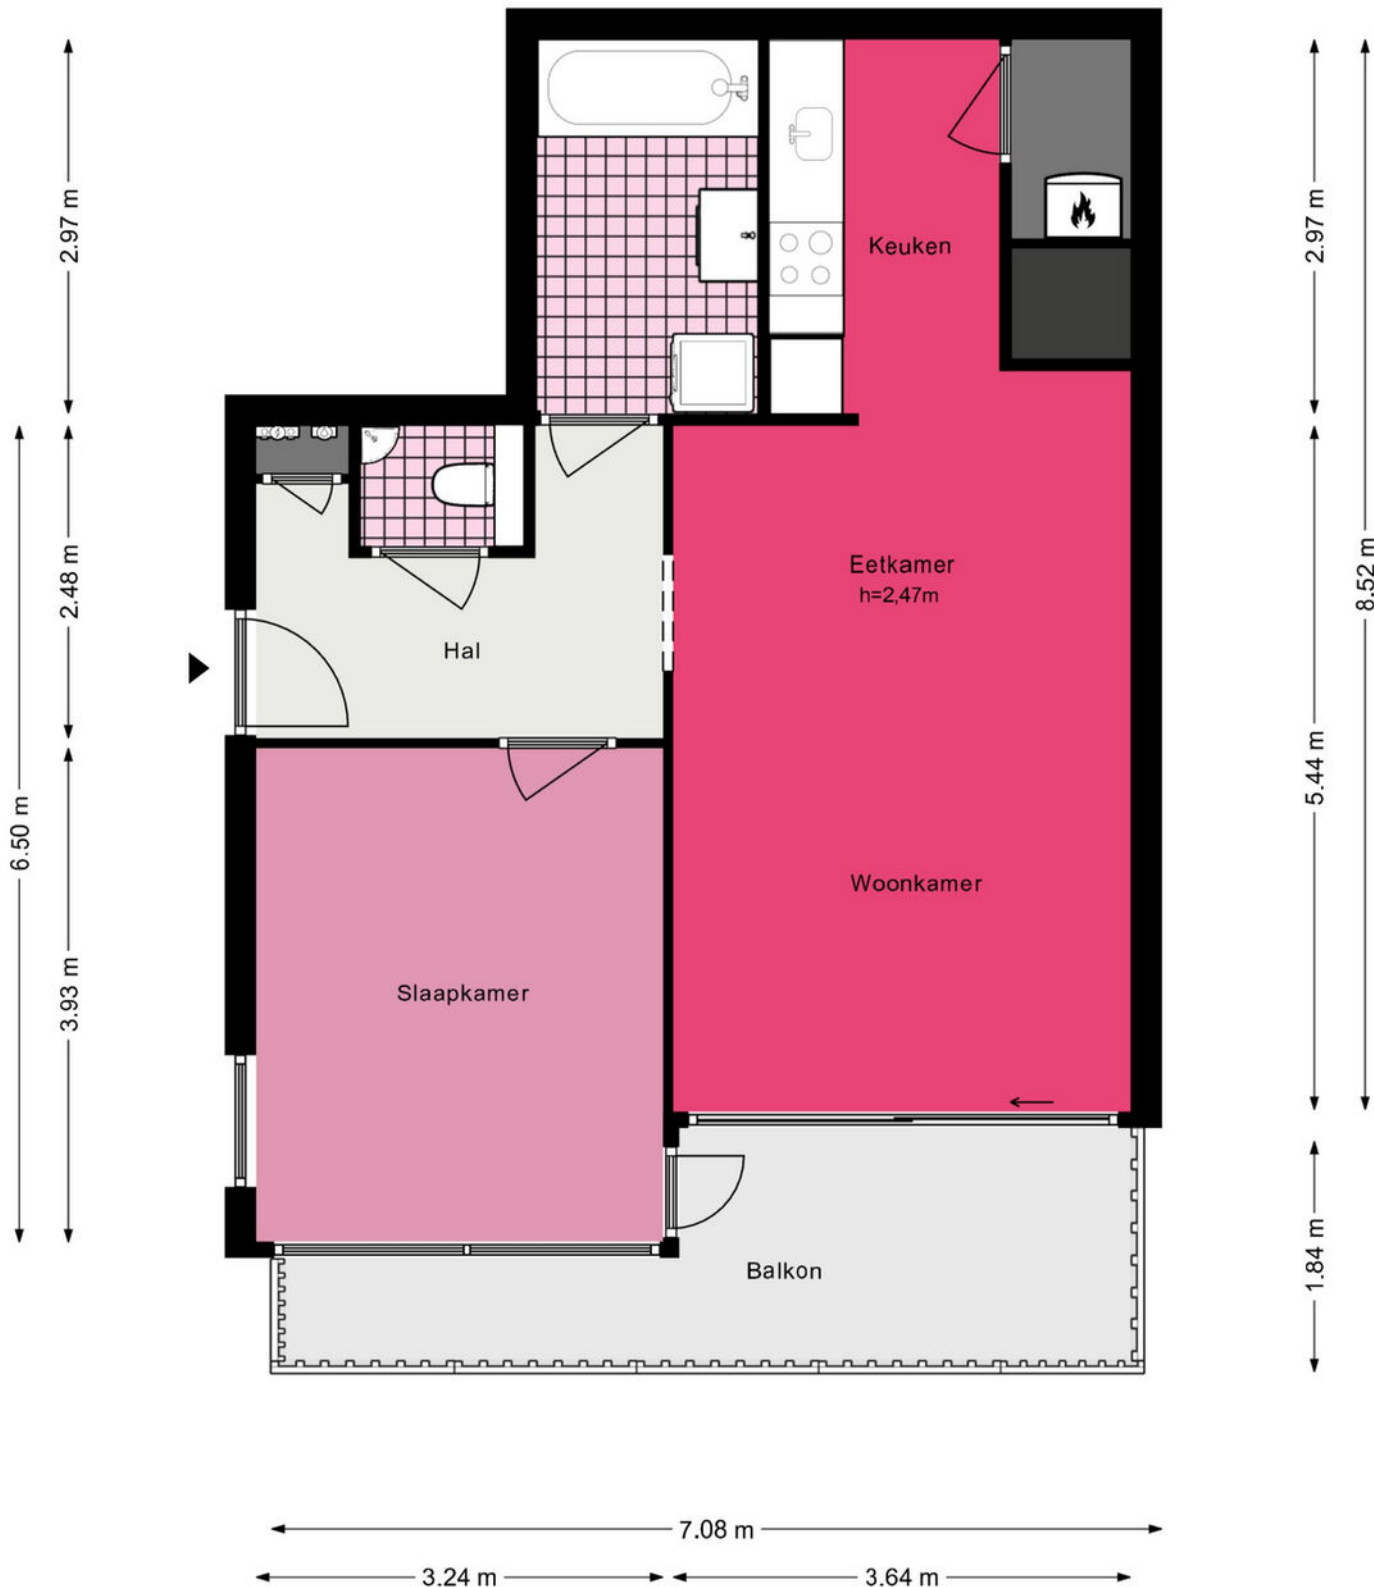 2.97 m
2.97 m
Keuken
2.48 m
8.52 m
Eetkamer
h=2,47m
Hal
5.44 m
6.50 m
Woonkamer
3.93 m
Slaapkamer
1.84 m
Balkon
7.08 m
3.24 m
3.64 m